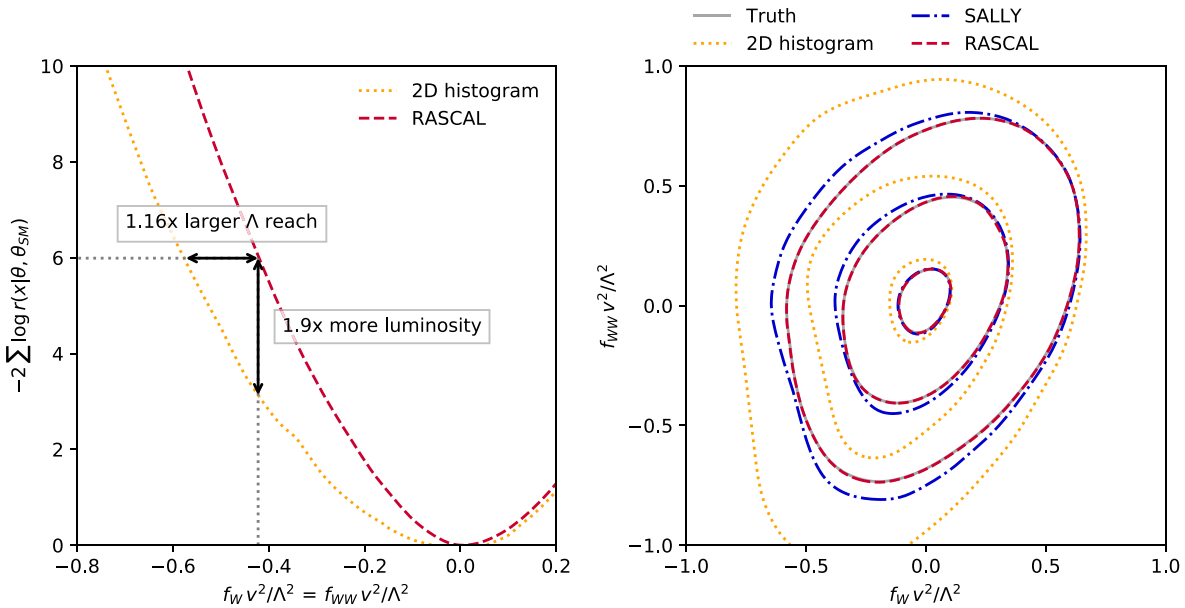 Truth
2D histogram
SALLY
RASCAL
10
8
6
4
2
0
−2 ∑ log r(x|θ, θ_SM)
2D histogram
RASCAL
1.16x larger Λ reach
1.9x more luminosity
−0.8
−0.6
−0.4
−0.2
0.0
0.2
f_W v²/Λ² = f_WW v²/Λ²
1.0
0.5
0.0
−0.5
−1.0
f_WW v²/Λ²
−1.0
−0.5
0.0
0.5
1.0
f_W v²/Λ²